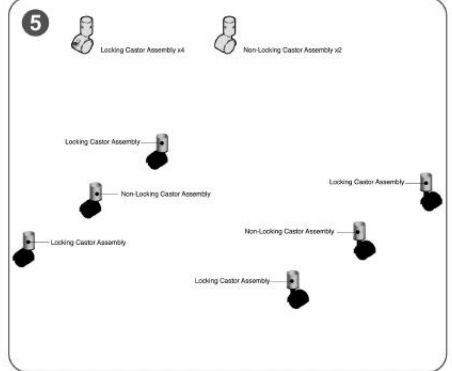 5
Locking Castor Assembly x4
Non-Locking Castor Assembly x2
Locking Castor Assembly
Locking Castor Assembly
Non-Locking Castor Assembly
Non-Locking Castor Assembly
Locking Castor Assembly
Locking Castor Assembly